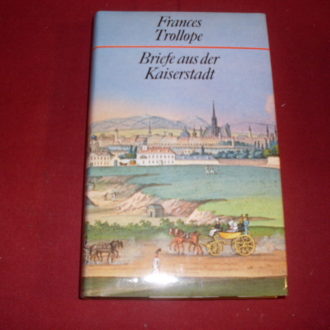 Frances
Trollope
Briefe aus der
Kaiserstadt